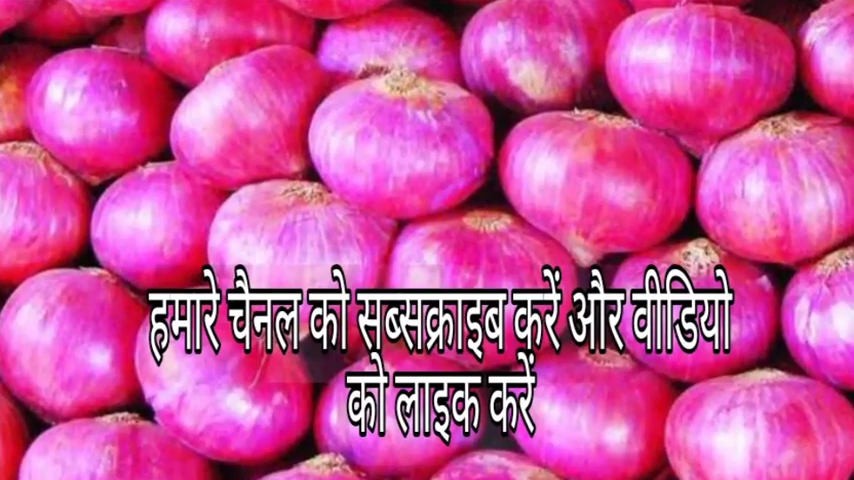 हमारे चैनल को सब्सक्राइब करें और वीडियो
को लाइक करें